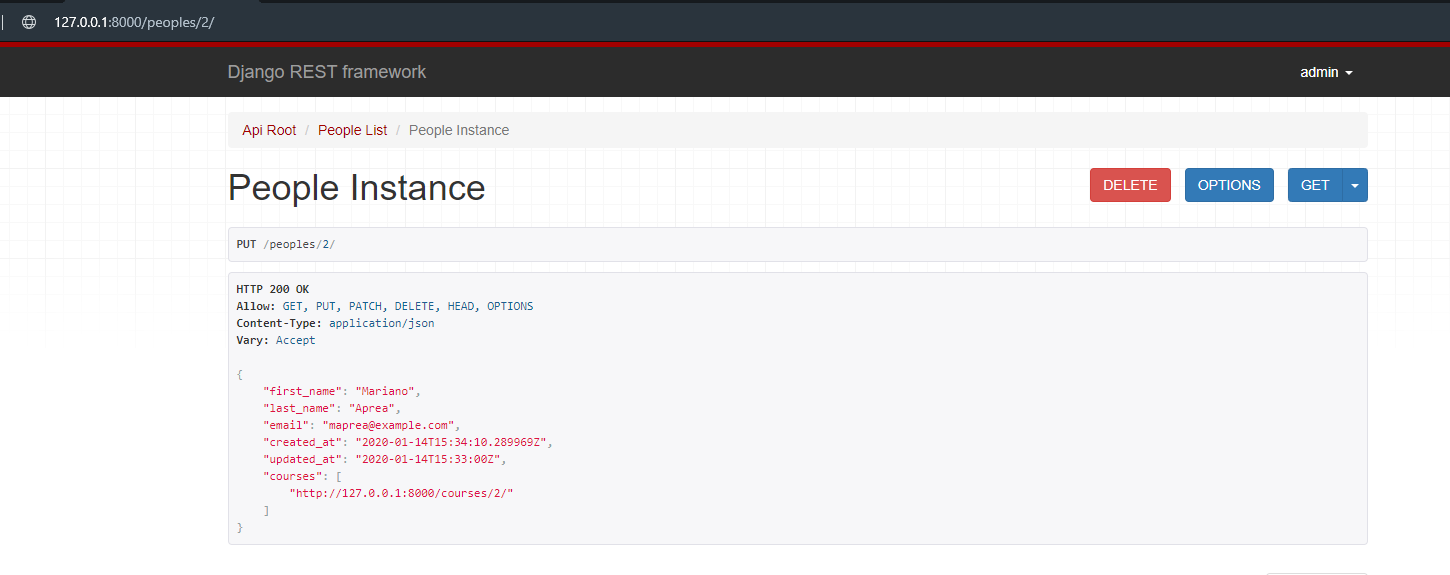 127.0.0.1:8000/peoples/2/
Django REST framework
admin
Api Root / People List / People Instance
People Instance
DELETE
OPTIONS
GET
PUT /peoples/2/
HTTP 200 OK
Allow: GET, PUT, PATCH, DELETE, HEAD, OPTIONS
Content-Type: application/json
Vary: Accept
{
    "first_name": "Mariano",
    "last_name": "Aprea",
    "email": "maprea@example.com",
    "created_at": "2020-01-14T15:34:10.289969Z",
    "updated_at": "2020-01-14T15:33:00Z",
    "courses": [
        "http://127.0.0.1:8000/courses/2/"
    ]
}